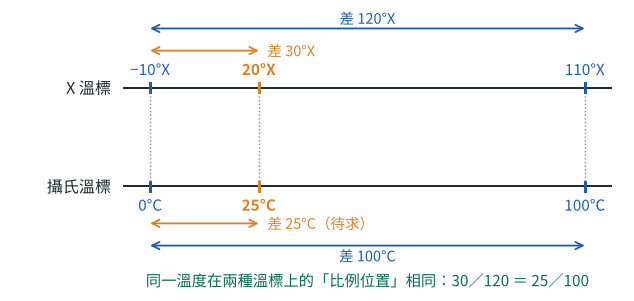 差 120°X
差 30°X
−10°X
20°X
110°X
X 溫標
攝氏溫標
0°C
25°C
100°C
差 25°C（待求）
差 100°C
同一溫度在兩種溫標上的「比例位置」相同：30／120 ＝ 25／100